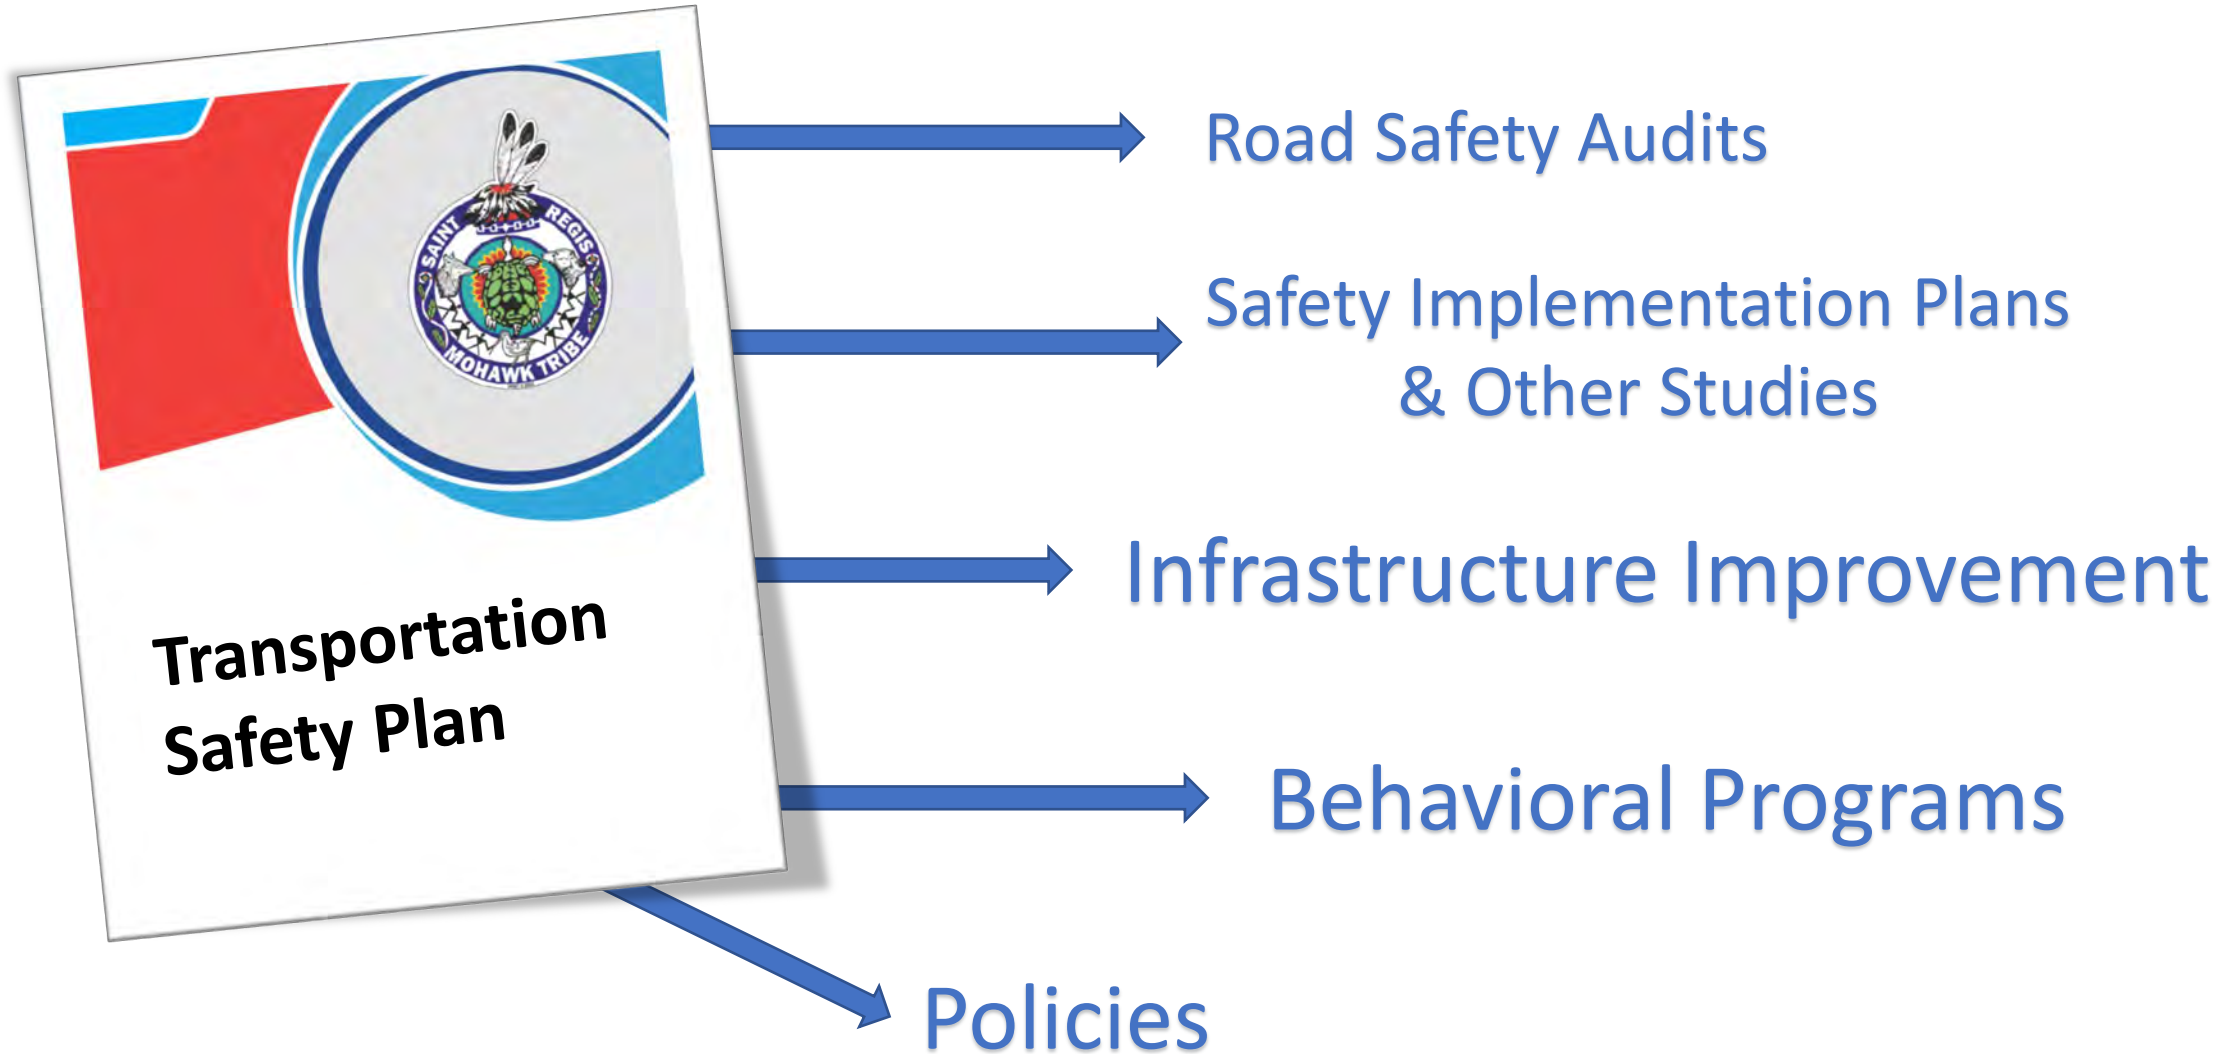 SAINT REGIS
MOHAWK TRIBE
Transportation
Safety Plan
Road Safety Audits
Safety Implementation Plans
& Other Studies
Infrastructure Improvement
Behavioral Programs
Policies